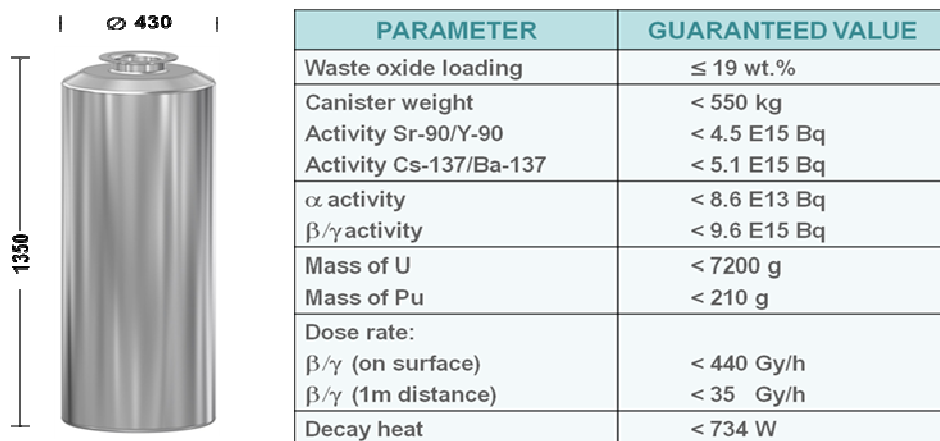 Ø 430
1350
PARAMETER GUARANTEED VALUE
Waste oxide loading ≤ 19 wt.%
Canister weight < 550 kg
Activity Sr-90/Y-90 < 4.5 E15 Bq
Activity Cs-137/Ba-137 < 5.1 E15 Bq
α activity < 8.6 E13 Bq
β/γ activity < 9.6 E15 Bq
Mass of U < 7200 g
Mass of Pu < 210 g
Dose rate:
β/γ (on surface) < 440 Gy/h
β/γ (1m distance) < 35 Gy/h
Decay heat < 734 W